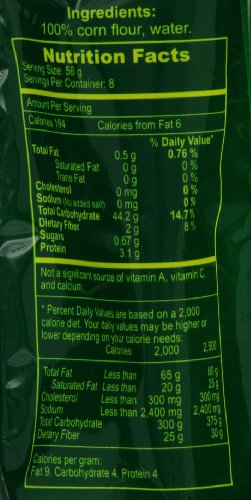 Ingredients:
100% corn flour, water.
Nutrition Facts
Serving Size: 56 g
Servings Per Container: 8
Amount Per Serving
Calories 194 Calories from Fat 6
% Daily Value*
Total Fat 0.5 g 0.76 %
Saturated Fat 0 g 0 %
Trans Fat 0 g 0 %
Cholesterol 0 mg 0 %
Sodium (No added salt) 0 mg 0 %
Total Carbohydrate 44.2 g 14.7%
Dietary Fiber 2 g 8 %
Sugars 0.67 g
Protein 3.1 g
Not a significant source of vitamin A, vitamin C,
and calcium.
* Percent Daily Values are based on a 2,000
calorie diet. Your daily values may be higher or
lower depending on your calorie needs:
Calories: 2,000 2,500
Total Fat Less than 65 g 80 g
Saturated Fat Less than 20 g 25 g
Cholesterol Less than 300 mg 300 mg
Sodium Less than 2,400 mg 2,400 mg
Total Carbohydrate 300 g 375 g
Dietary Fiber 25 g 30 g
Calories per gram:
Fat 9. Carbohydrate 4. Protein 4